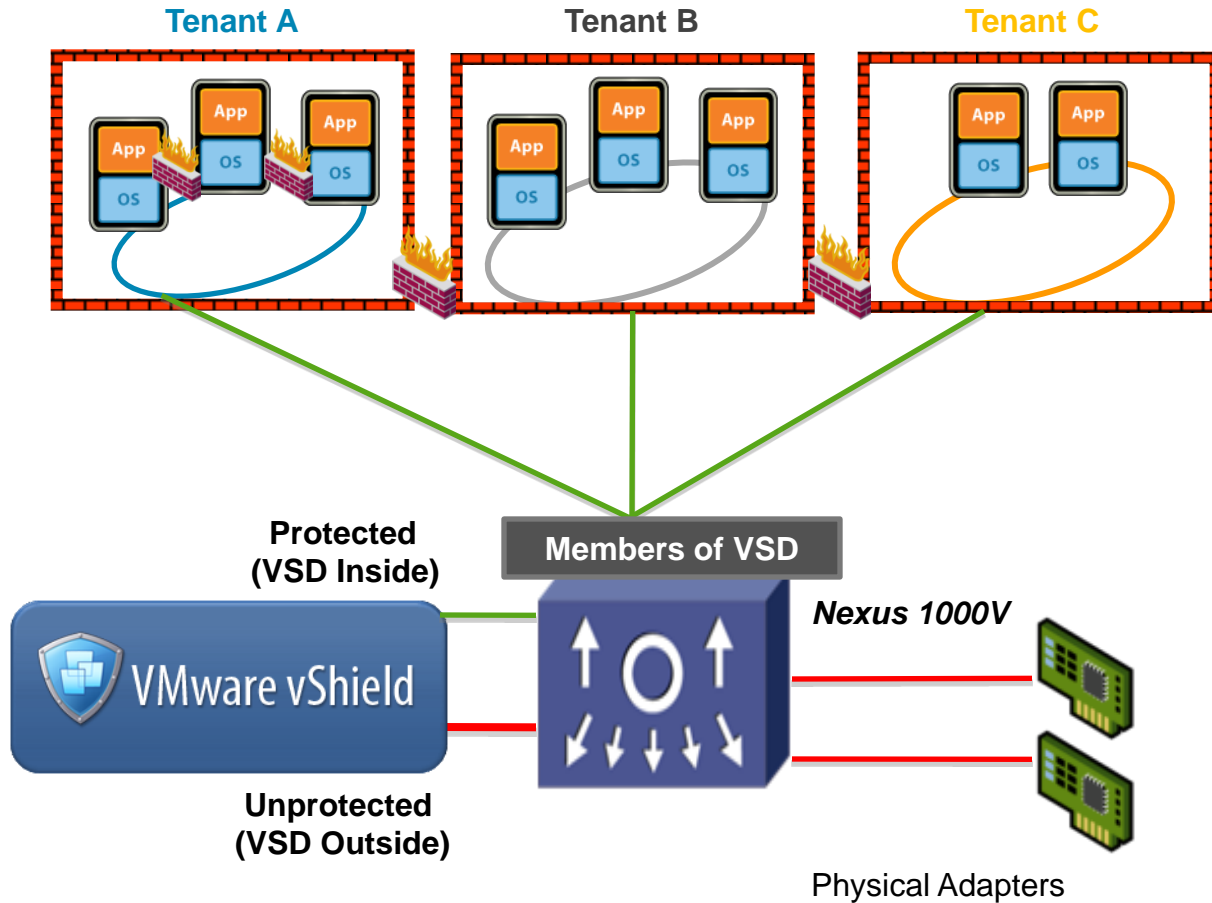 Tenant A
Tenant B
Tenant C
App
OS
App
OS
App
OS
App
OS
App
OS
App
OS
App
OS
App
OS
Protected
(VSD Inside)
Members of VSD
Nexus 1000V
VMware vShield
Unprotected
(VSD Outside)
Physical Adapters